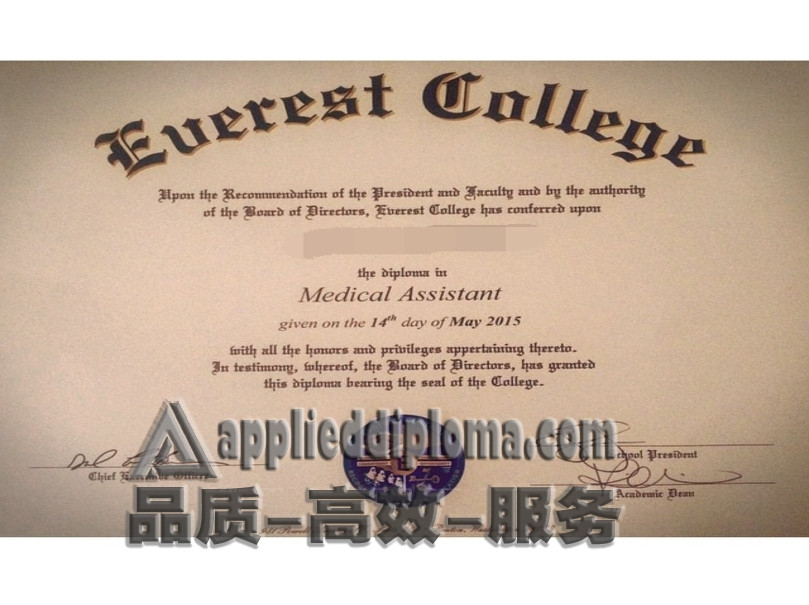 Everest College
Upon the Recommendation of the President and Faculty and by the authority
of the Board of Directors, Everest College has conferred upon
the diploma in
Medical Assistant
given on the 14th day of May 2015
with all the honors and privileges appertaining thereto.
In testimony, whereof, the Board of Directors, has granted
this diploma bearing the seal of the College.
applieddiploma.com
School President
Chief Executive Officer
Academic Dean
品质-高效-服务